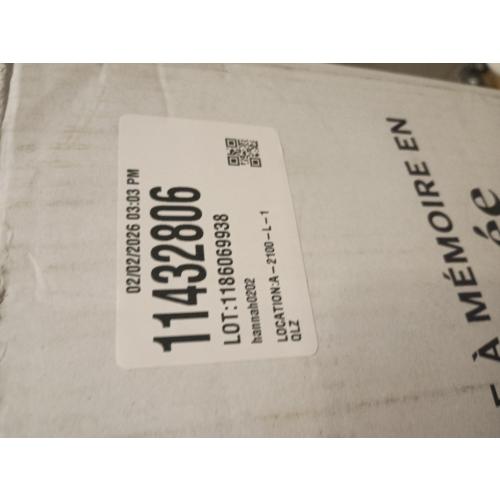 02/02/2026 03:03 PM
11432806
LOT:1186069938
hannah0202
LOCATION:A-2100-L-1
QLZ
À MÉMOIRE EN